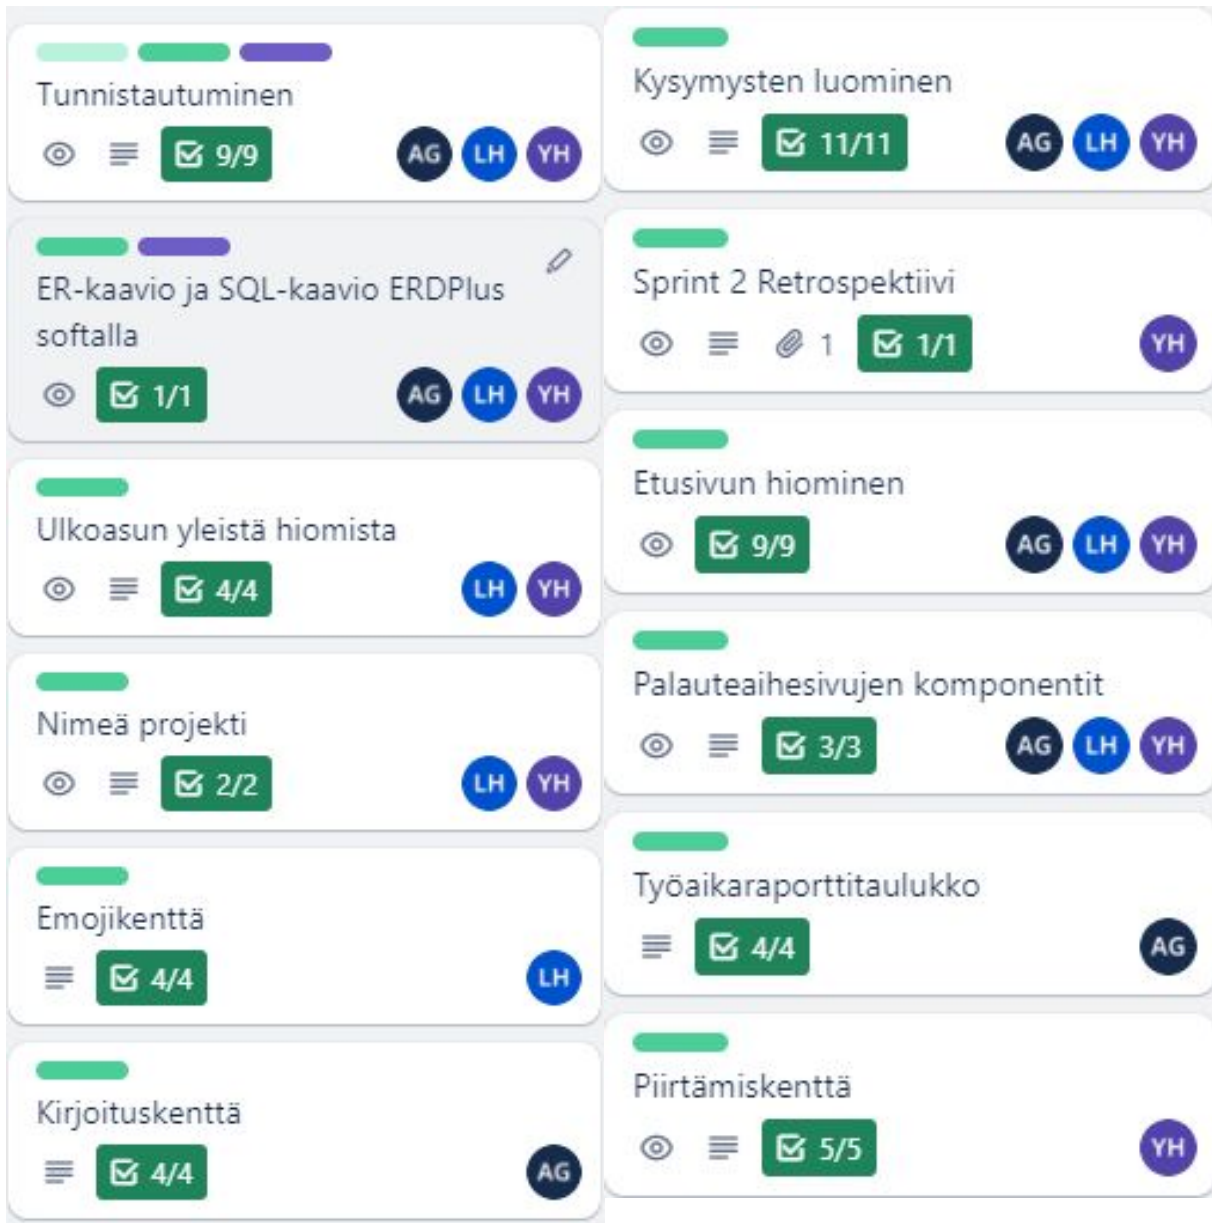 Tunnistautuminen
9/9 AG LH YH
ER-kaavio ja SQL-kaavio ERDPlus
softalla
1/1 AG LH YH
Ulkoasun yleistä hiomista
4/4 LH YH
Nimeä projekti
2/2 LH YH
Emojikenttä
4/4 LH
Kirjoituskenttä
4/4 AG
Kysymysten luominen
11/11 AG LH YH
Sprint 2 Retrospektiivi
1 1/1 YH
Etusivun hiominen
9/9 AG LH YH
Palauteaihesivujen komponentit
3/3 AG LH YH
Työaikaraporttitaulukko
4/4 AG
Piirtämiskenttä
5/5 YH